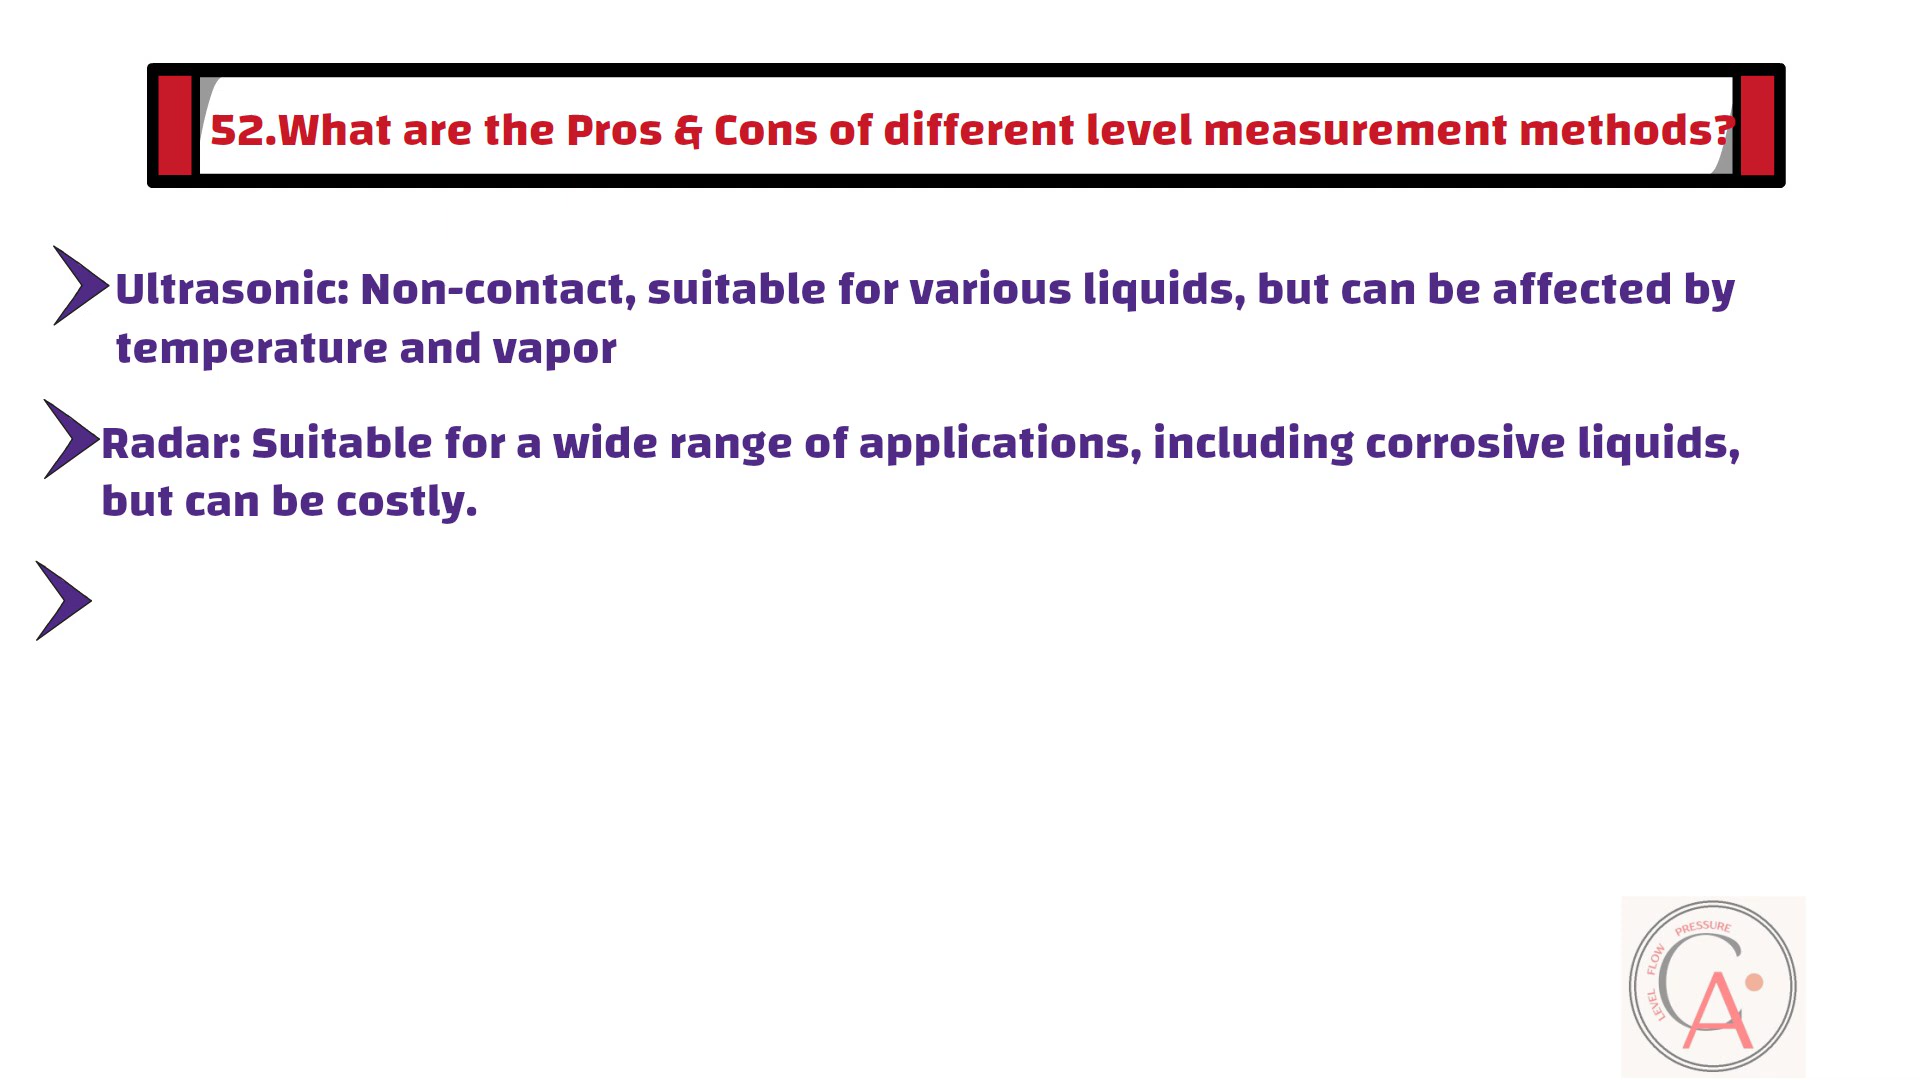 52.What are the Pros & Cons of different level measurement methods?
Ultrasonic: Non-contact, suitable for various liquids, but can be affected by
temperature and vapor
Radar: Suitable for a wide range of applications, including corrosive liquids,
but can be costly.
PRESSURE
FLOW
LEVEL
CA